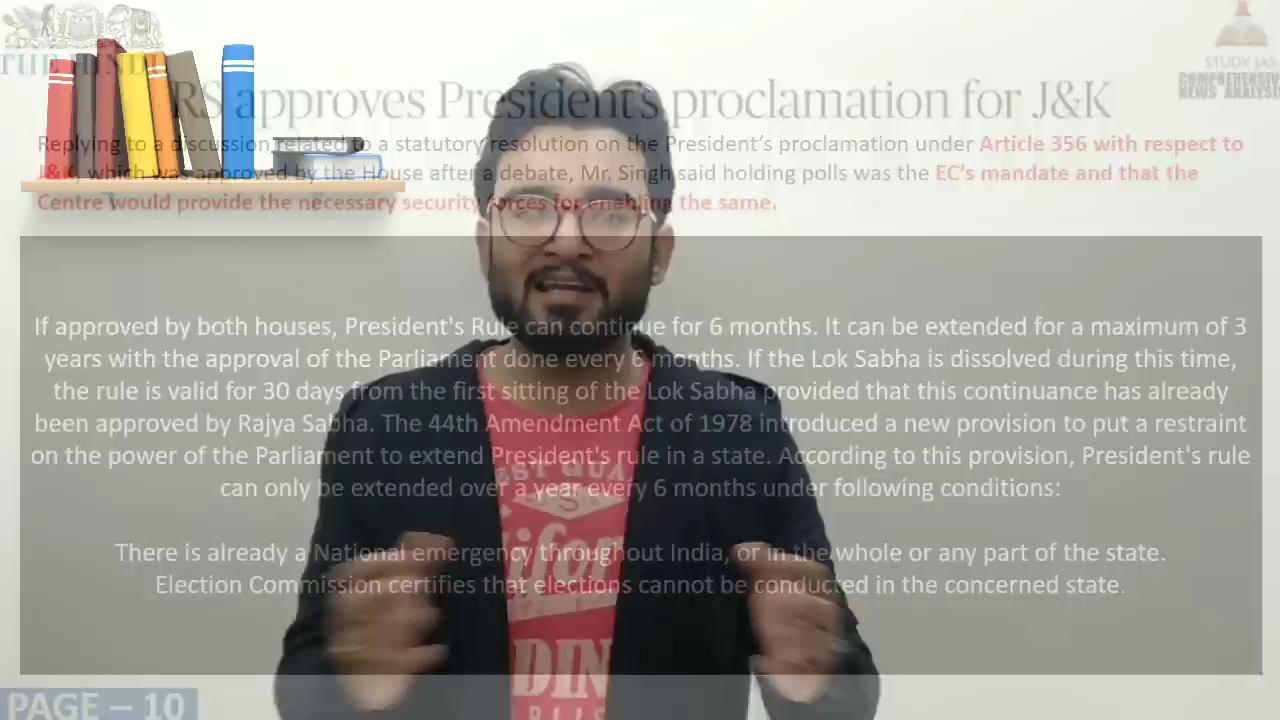 THE HINDU
STUDY IAS
COMPREHENSIVE
NEWS ANALYSIS
RS approves President's proclamation for J&K
Replying to a discussion related to a statutory resolution on the President's proclamation under Article 356 with respect to
J&K, which was approved by the House after a debate, Mr. Singh said holding polls was the EC's mandate and that the
Centre would provide the necessary security forces for enabling the same.
If approved by both houses, President's Rule can continue for 6 months. It can be extended for a maximum of 3
years with the approval of the Parliament done every 6 months. If the Lok Sabha is dissolved during this time,
the rule is valid for 30 days from the first sitting of the Lok Sabha provided that this continuance has already
been approved by Rajya Sabha. The 44th Amendment Act of 1978 introduced a new provision to put a restraint
on the power of the Parliament to extend President's rule in a state. According to this provision, President's rule
can only be extended over a year every 6 months under following conditions:
There is already a National emergency throughout India, or in the whole or any part of the state.
Election Commission certifies that elections cannot be conducted in the concerned state.
PAGE – 10